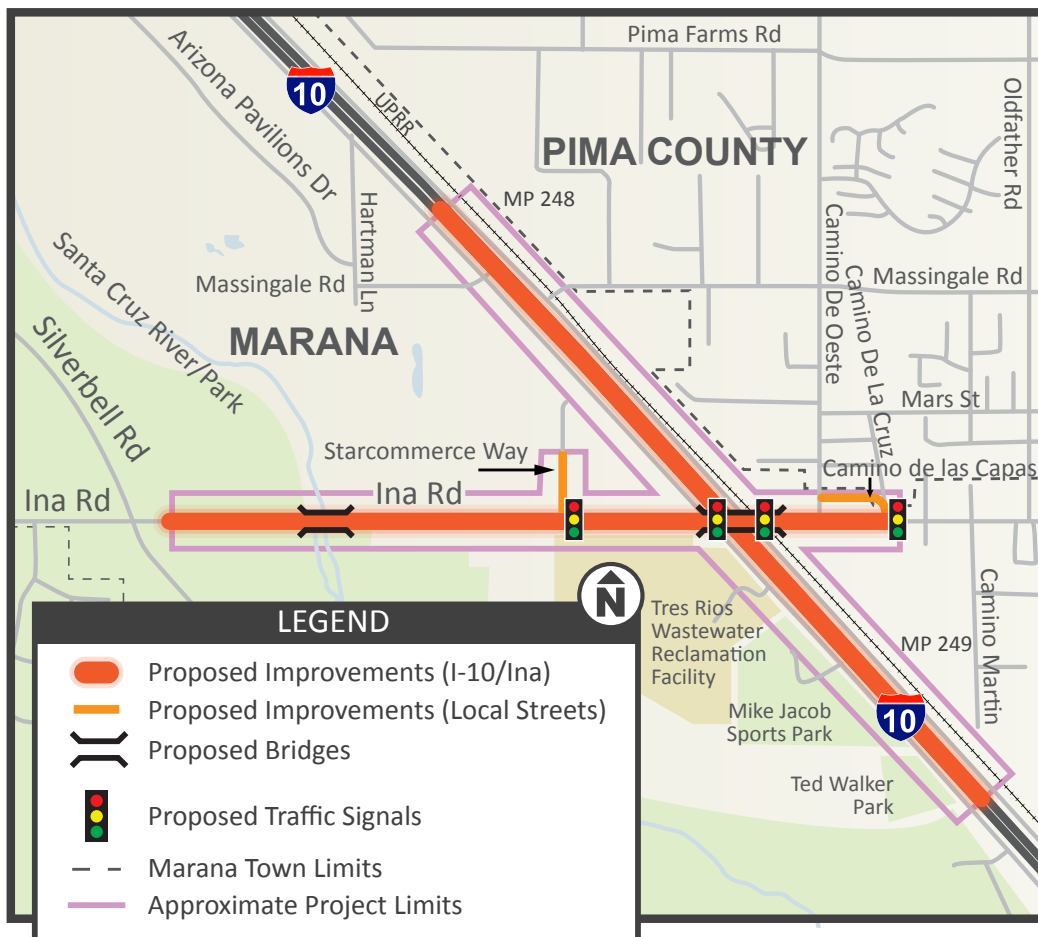 Pima Farms Rd
Arizona Pavilions Dr
10
UPRR
PIMA COUNTY
Oldfather Rd
MP 248
Hartman Ln
Camino De Oeste
Camino De La Cruz
Santa Cruz River/Park
Massingale Rd
Massingale Rd
MARANA
Silverbell Rd
Mars St
Starcommerce Way
Camino de las Capas
Ina Rd
Ina Rd
N
Tres Rios
Wastewater
Reclamation
Facility
Camino Martin
MP 249
10
Mike Jacob
Sports Park
Ted Walker
Park
LEGEND
Proposed Improvements (I-10/Ina)
Proposed Improvements (Local Streets)
Proposed Bridges
Proposed Traffic Signals
Marana Town Limits
Approximate Project Limits